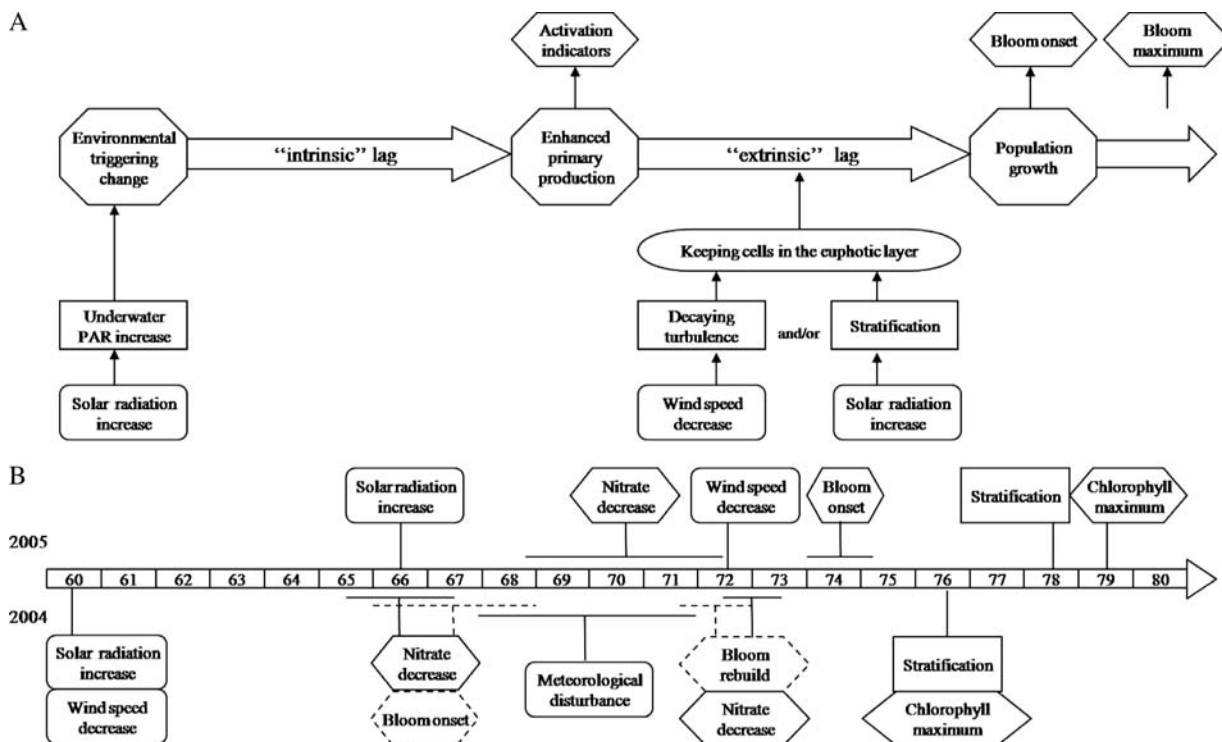 A
Activation
indicators
Bloom onset
Bloom
maximum
Environmental
triggering
change
"intrinsic" lag
Enhanced
primary
production
"extrinsic" lag
Population
growth
Keeping cells in the euphotic layer
Underwater
PAR increase
Decaying
turbulence
and/or
Stratification
Solar radiation
increase
Wind speed
decrease
Solar radiation
increase
B
Solar radiation
increase
Nitrate
decrease
Wind speed
decrease
Bloom
onset
Stratification
Chlorophyll
maximum
2005
60 61 62 63 64 65 66 67 68 69 70 71 72 73 74 75 76 77 78 79 80
2004
Solar radiation
increase
Wind speed
decrease
Nitrate
decrease
Bloom onset
Meteorological
disturbance
Bloom
rebuild
Nitrate
decrease
Stratification
Chlorophyll
maximum